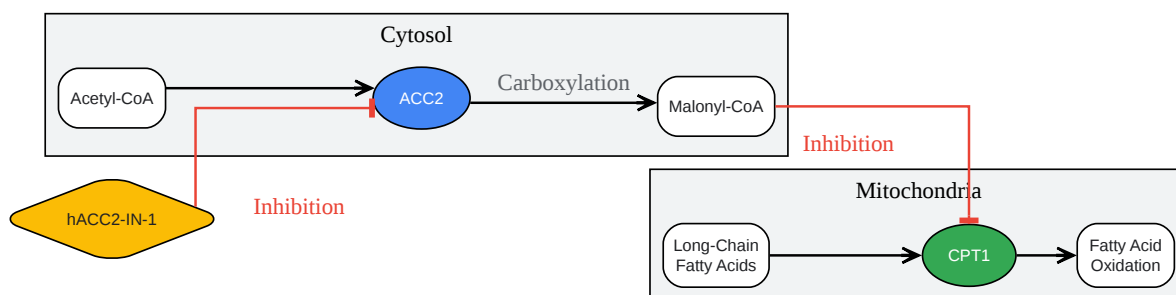 Cytosol
Acetyl-CoA
ACC2
Carboxylation
Malonyl-CoA
Inhibition
hACC2-IN-1
Inhibition
Mitochondria
Long-Chain
Fatty Acids
CPT1
Fatty Acid
Oxidation